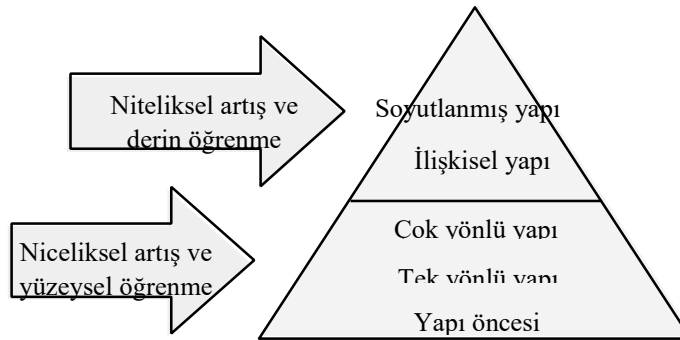 Niteliksel artış ve
derin öğrenme
Soyutlanmış yapı
İlişkisel yapı
Niceliksel artış ve
yüzeysel öğrenme
Çok yönlü yapı
Tek yönlü yapı
Yapı öncesi